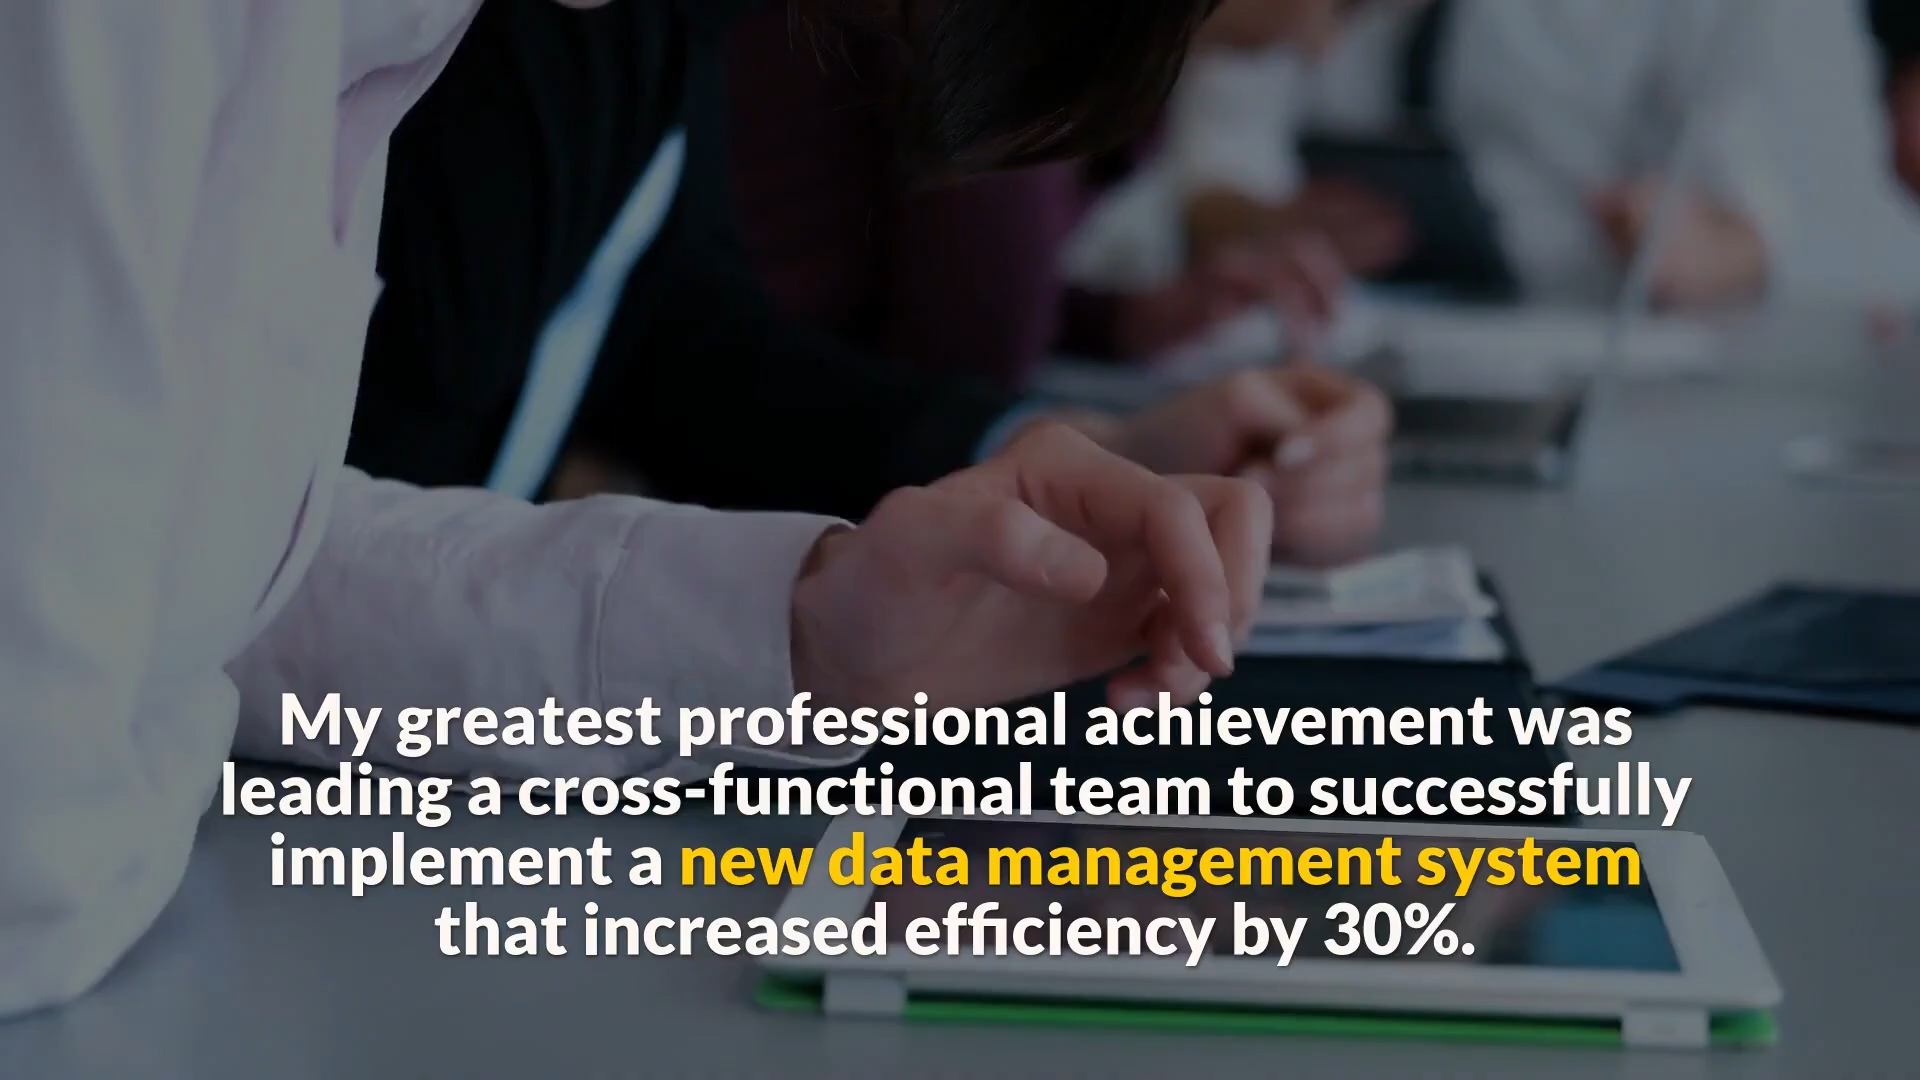 My greatest professional achievement was
leading a cross-functional team to successfully
implement a new data management system
that increased efficiency by 30%.